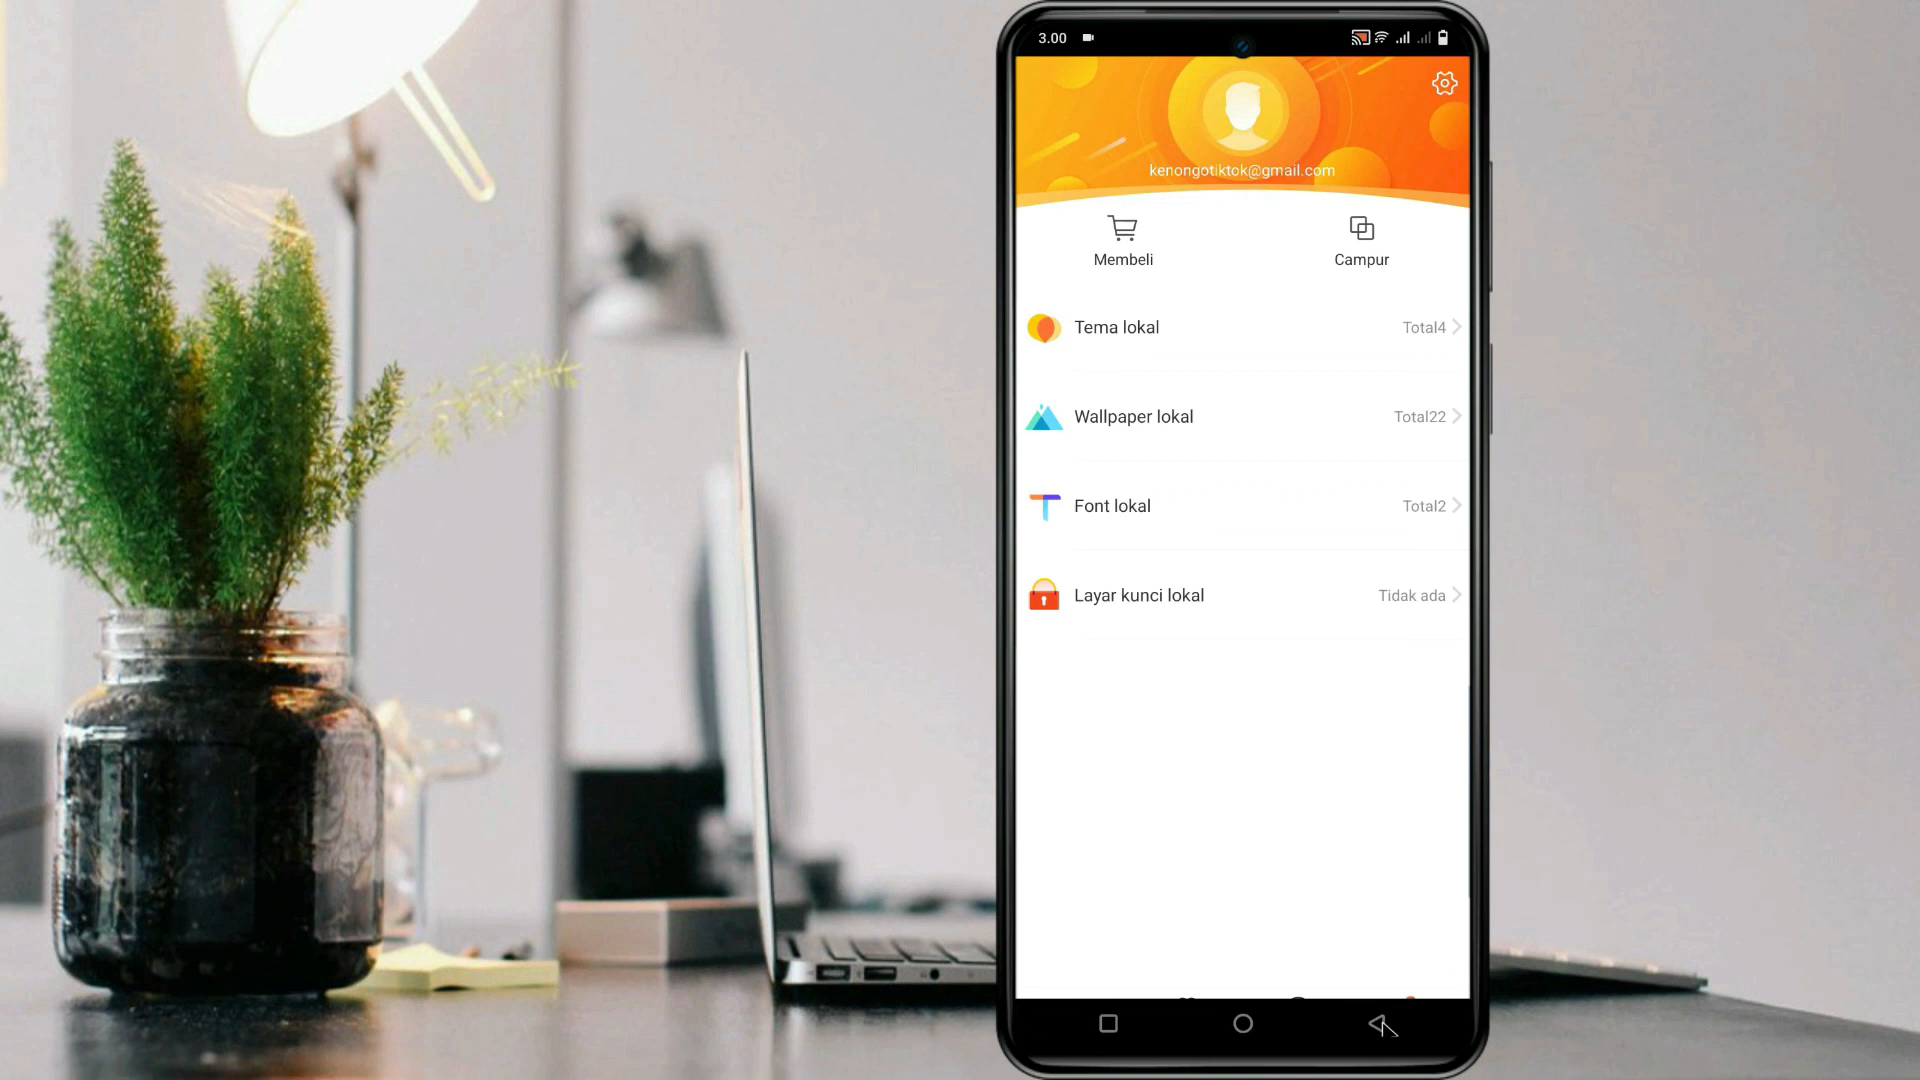 3.00
kenongotiktok@gmail.com
Membeli
Campur
Tema lokal
Total4
Wallpaper lokal
Total22
Font lokal
Total2
Layar kunci lokal
Tidak ada